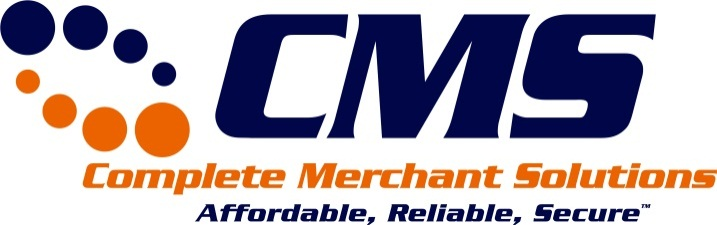 CMS
Complete Merchant Solutions
Affordable, Reliable, Secure™